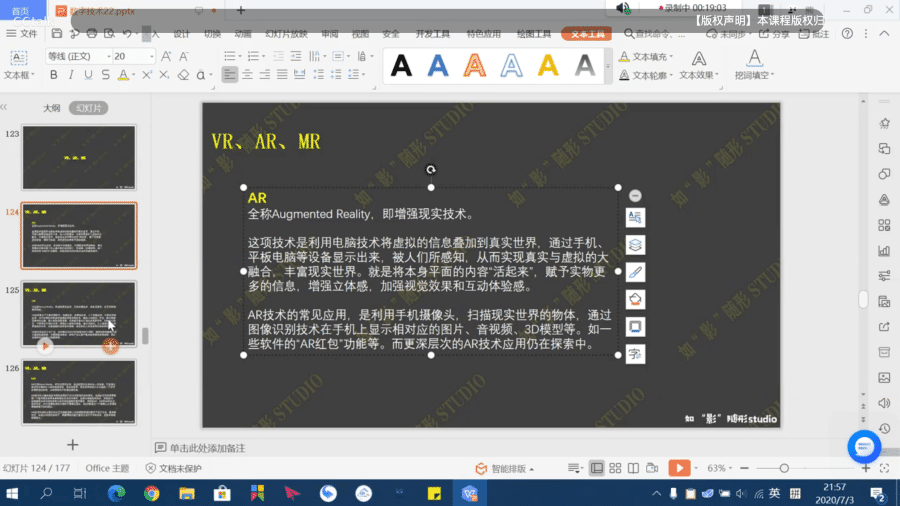 首页
数字技术22.pptx
录制中 00:19:03
【版权声明】本课程版权归
文件
设计
切换
动画
幻灯片放映
审阅
视图
安全
开发工具
特色应用
绘图工具
文本工具
查找命令...
未同步
分享
批注
文本框
等线 (正文)
20
文本填充
文本轮廓
文本效果
挖词填空
大纲
幻灯片
123
124
125
126
VR、AR、MR
AR
全称Augmented Reality，即增强现实技术。
这项技术是利用电脑技术将虚拟的信息叠加到真实世界，通过手机、
平板电脑等设备显示出来，被人们所感知，从而实现真实与虚拟的大
融合，丰富现实世界。就是将本身平面的内容“活起来”，赋予实物更
多的信息，增强立体感，加强视觉效果和互动体验感。
AR技术的常见应用，是利用手机摄像头，扫描现实世界的物体，通过
图像识别技术在手机上显示相对应的图片、音视频、3D模型等。如一
些软件的“AR红包”功能等。而更深层次的AR技术应用仍在探索中。
如“影”随形studio
单击此处添加备注
幻灯片 124 / 177
Office 主题
文档未保护
智能排版
63%
英
21:57
2020/7/3